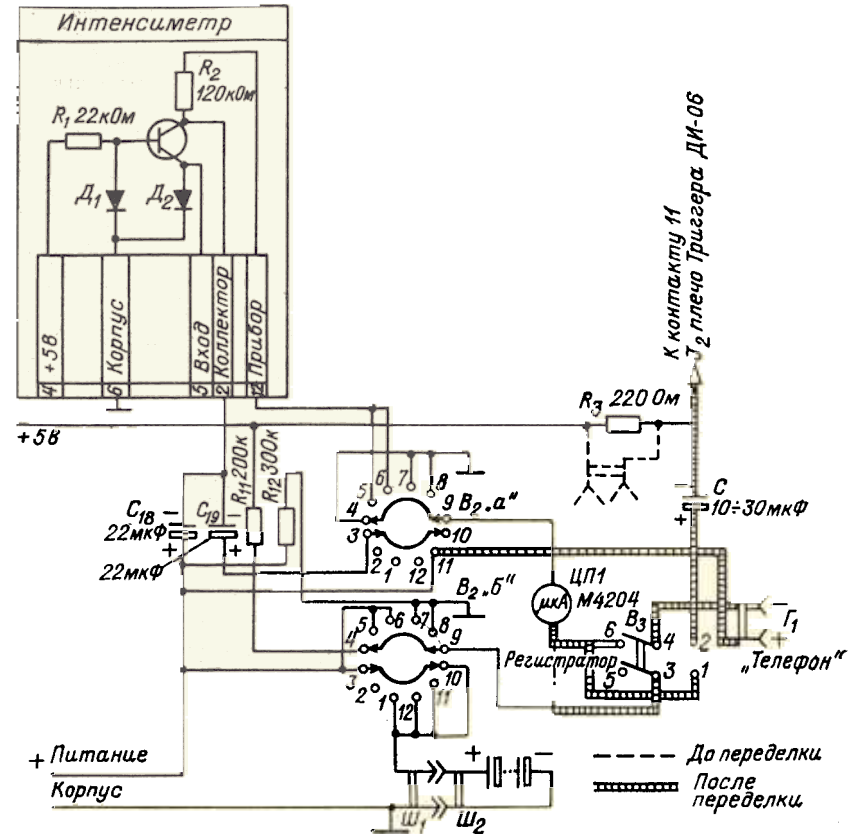 Интенсиметр
R₂
120кОм
R₁ 22кОм
Д₁
Д₂
4 +5В
6 Корпус
5 Вход
2 Коллектор
12 Прибор
К контакту 11
T₂ плечо Триггера ДИ-06
R₃ 220 Ом
+5В
R₁₁ 200к
R₁₂ 300к
C₁₈
22мкФ
−
+
C₁₉
−
+
22мкФ
5
6
7
8
4
9
В₂„а“
3
10
2
1
12
11
−
C
10÷30мкФ
+
ЦП1
мкА
М4204
В₂„Б“
5
6
7
8
4
9
3
10
2
1
12
11
В₃
6
4
2
Регистратор
5
3
1
−
+
Г₁
„Телефон“
+ Питание
Корпус
+
−
Ш₁
Ш₂
До переделки
После
переделки